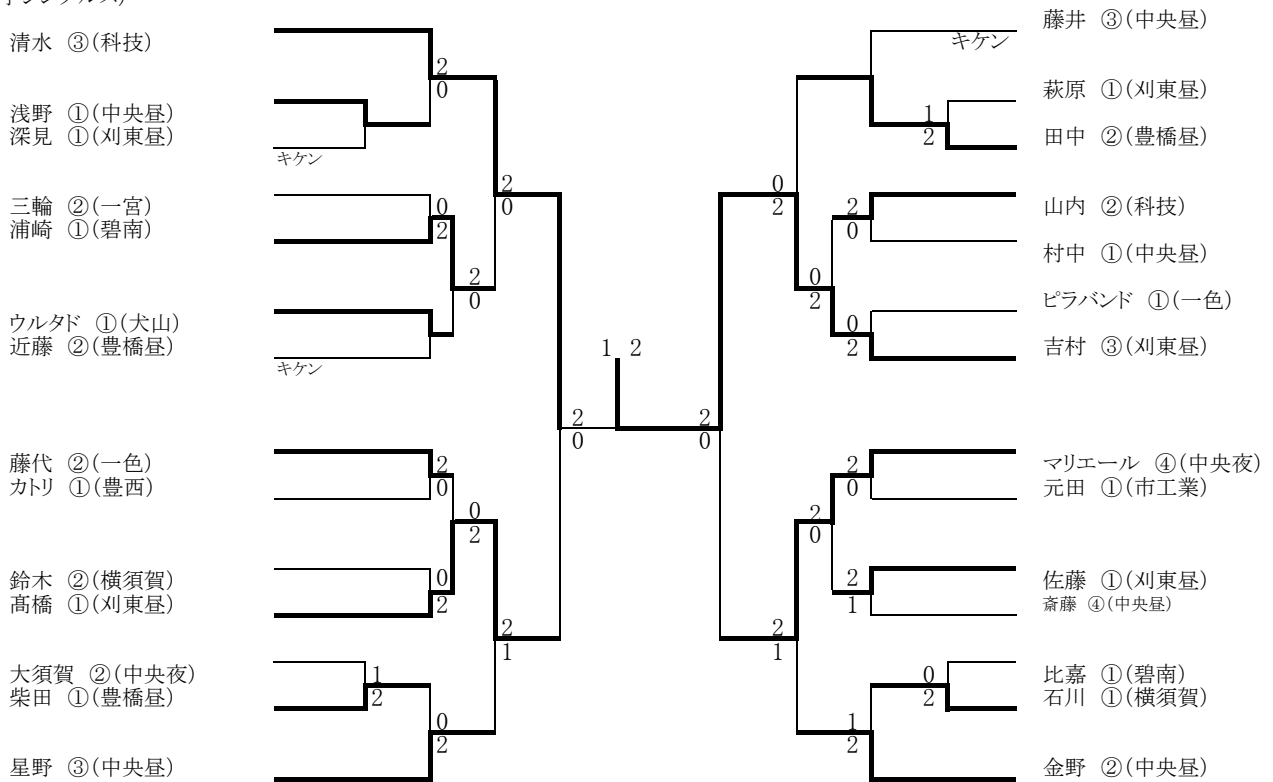 清水 ③(科技)
2
0
浅野 ①(中央昼)
深見 ①(刈東昼)
キケン
2
0
三輪 ②(一宮)
0
浦崎 ①(碧南)
2
2
0
ウルタド ①(犬山)
近藤 ②(豊橋昼)
キケン
1 2
2
0
藤代 ②(一色)
2
カトリ ①(豊西)
0
0
2
鈴木 ②(横須賀)
0
髙橋 ①(刈東昼)
2
2
1
大須賀 ②(中央夜)
1
柴田 ①(豊橋昼)
2
0
2
星野 ③(中央昼)
藤井 ③(中央昼)
キケン
萩原 ①(刈東昼)
1
2
田中 ②(豊橋昼)
0
2
山内 ②(科技)
2
0
村中 ①(中央昼)
0
2
ピラバンド ①(一色)
0
2
吉村 ③(刈東昼)
2
0
マリエール ④(中央夜)
2
元田 ①(市工業)
0
2
0
佐藤 ①(刈東昼)
2
斎藤 ④(中央昼)
1
2
1
比嘉 ①(碧南)
0
石川 ①(横須賀)
2
1
2
金野 ②(中央昼)